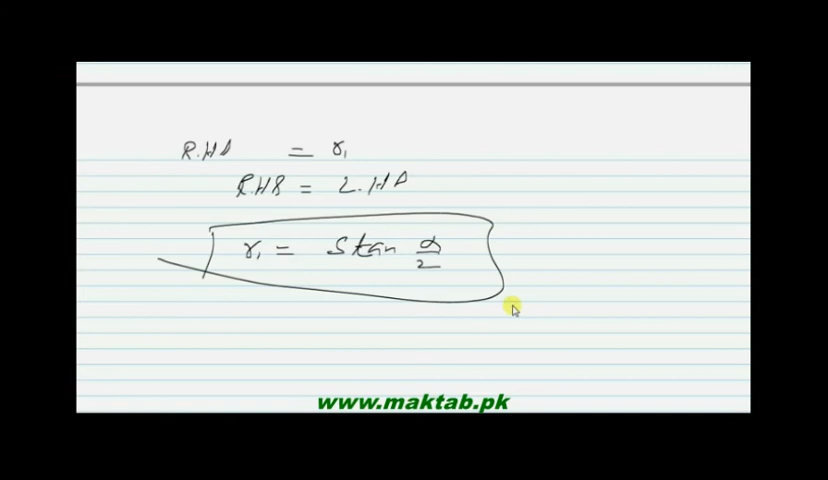 R.H.S = r₁
R.H.S = L.H.S
r₁ = S tan α/2
www.maktab.pk